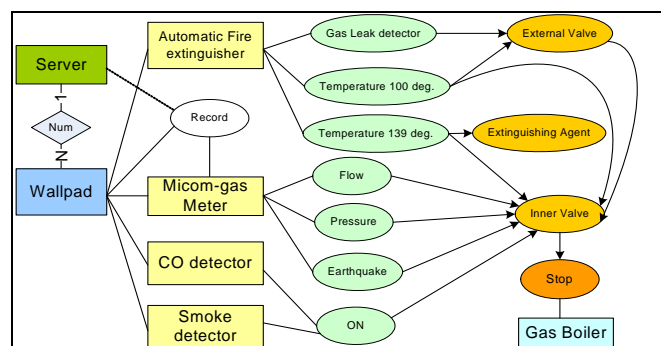 Automatic Fire
extinguisher
Gas Leak detector
External Valve
Server
Temperature 100 deg.
1
Num
N
Record
Temperature 139 deg.
Extinguishing Agent
Wallpad
Micom-gas
Meter
Flow
Pressure
Inner Valve
CO detector
Earthquake
Stop
Smoke
detector
ON
Gas Boiler